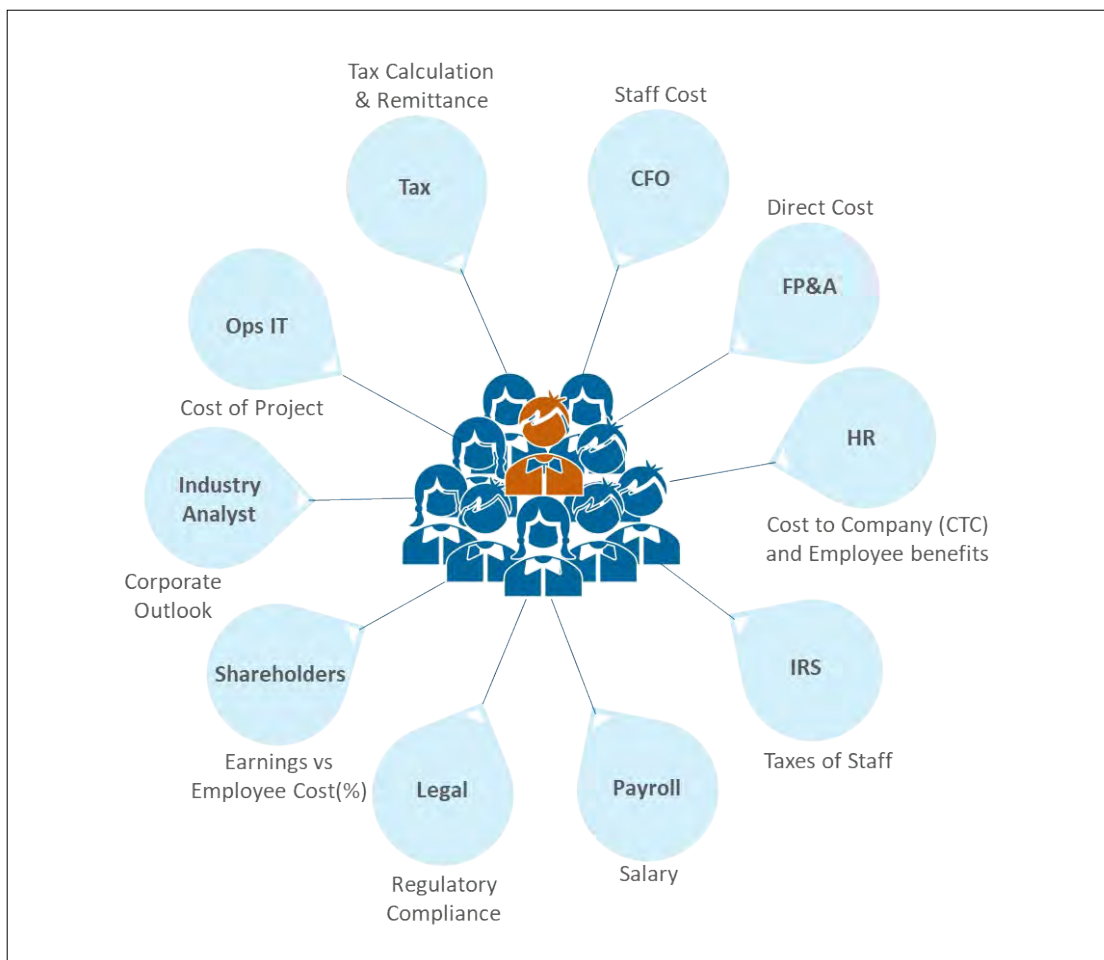 Tax Calculation
& Remittance
Tax
Staff Cost
CFO
Direct Cost
FP&A
HR
Cost to Company (CTC)
and Employee benefits
IRS
Taxes of Staff
Payroll
Salary
Legal
Regulatory
Compliance
Shareholders
Earnings vs
Employee Cost(%)
Industry
Analyst
Corporate
Outlook
Ops IT
Cost of Project